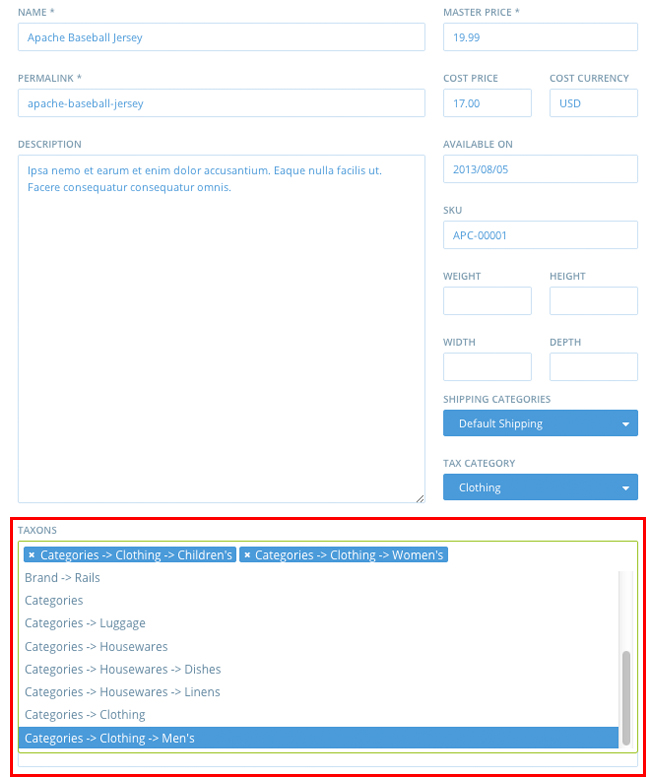 NAME *
Apache Baseball Jersey
PERMALINK *
apache-baseball-jersey
DESCRIPTION
Ipsa nemo et earum et enim dolor accusantium. Eaque nulla facilis ut.
Facere consequatur consequatur omnis.
MASTER PRICE *
19.99
COST PRICE COST CURRENCY
17.00 USD
AVAILABLE ON
2013/08/05
SKU
APC-00001
WEIGHT HEIGHT
WIDTH DEPTH
SHIPPING CATEGORIES
Default Shipping
TAX CATEGORY
Clothing
TAXONS
× Categories -> Clothing -> Children's × Categories -> Clothing -> Women's
Brand -> Rails
Categories
Categories -> Luggage
Categories -> Housewares
Categories -> Housewares -> Dishes
Categories -> Housewares -> Linens
Categories -> Clothing
Categories -> Clothing -> Men's